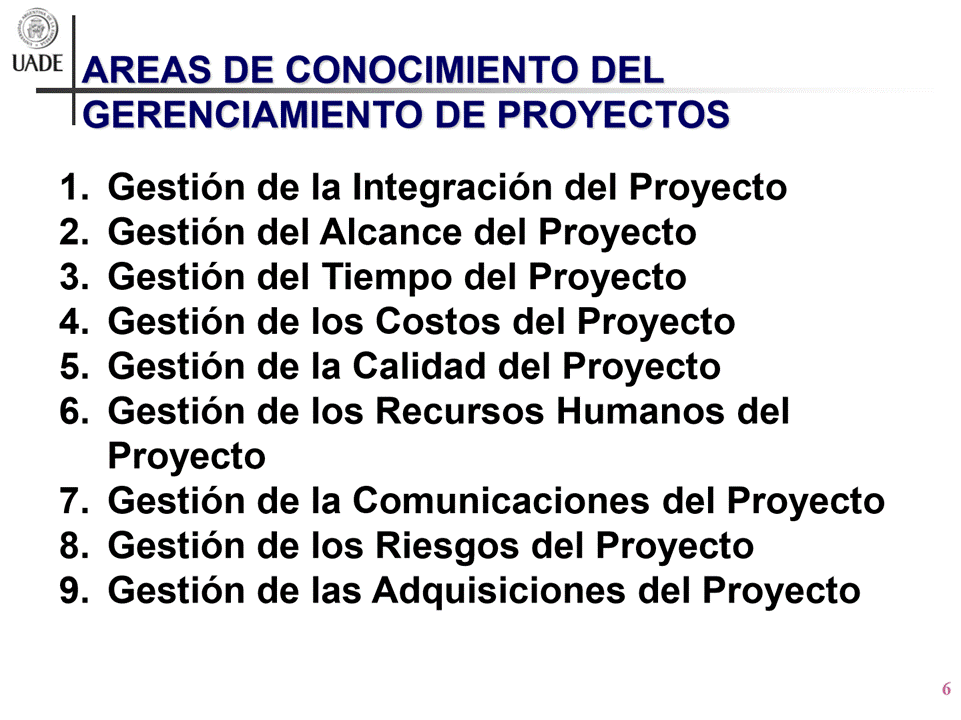 UADE
AREAS DE CONOCIMIENTO DEL
GERENCIAMIENTO DE PROYECTOS
1. Gestión de la Integración del Proyecto
2. Gestión del Alcance del Proyecto
3. Gestión del Tiempo del Proyecto
4. Gestión de los Costos del Proyecto
5. Gestión de la Calidad del Proyecto
6. Gestión de los Recursos Humanos del
Proyecto
7. Gestión de la Comunicaciones del Proyecto
8. Gestión de los Riesgos del Proyecto
9. Gestión de las Adquisiciones del Proyecto
6